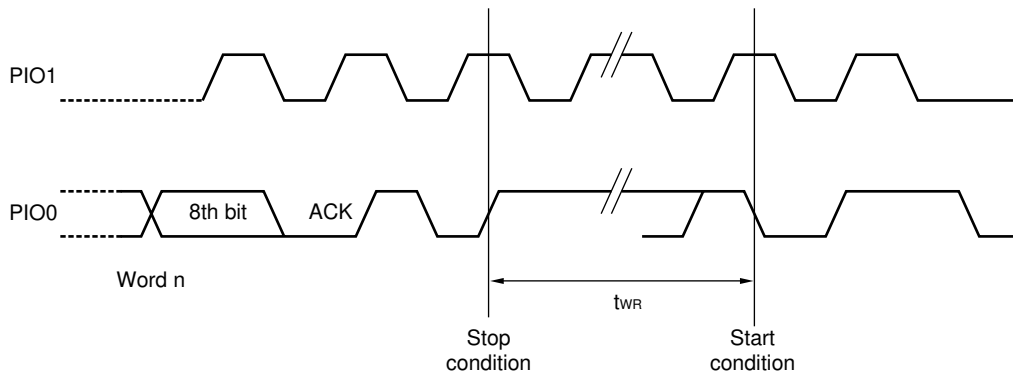 PIO1
PIO0
8th bit
ACK
Word n
tWR
Stop
condition
Start
condition